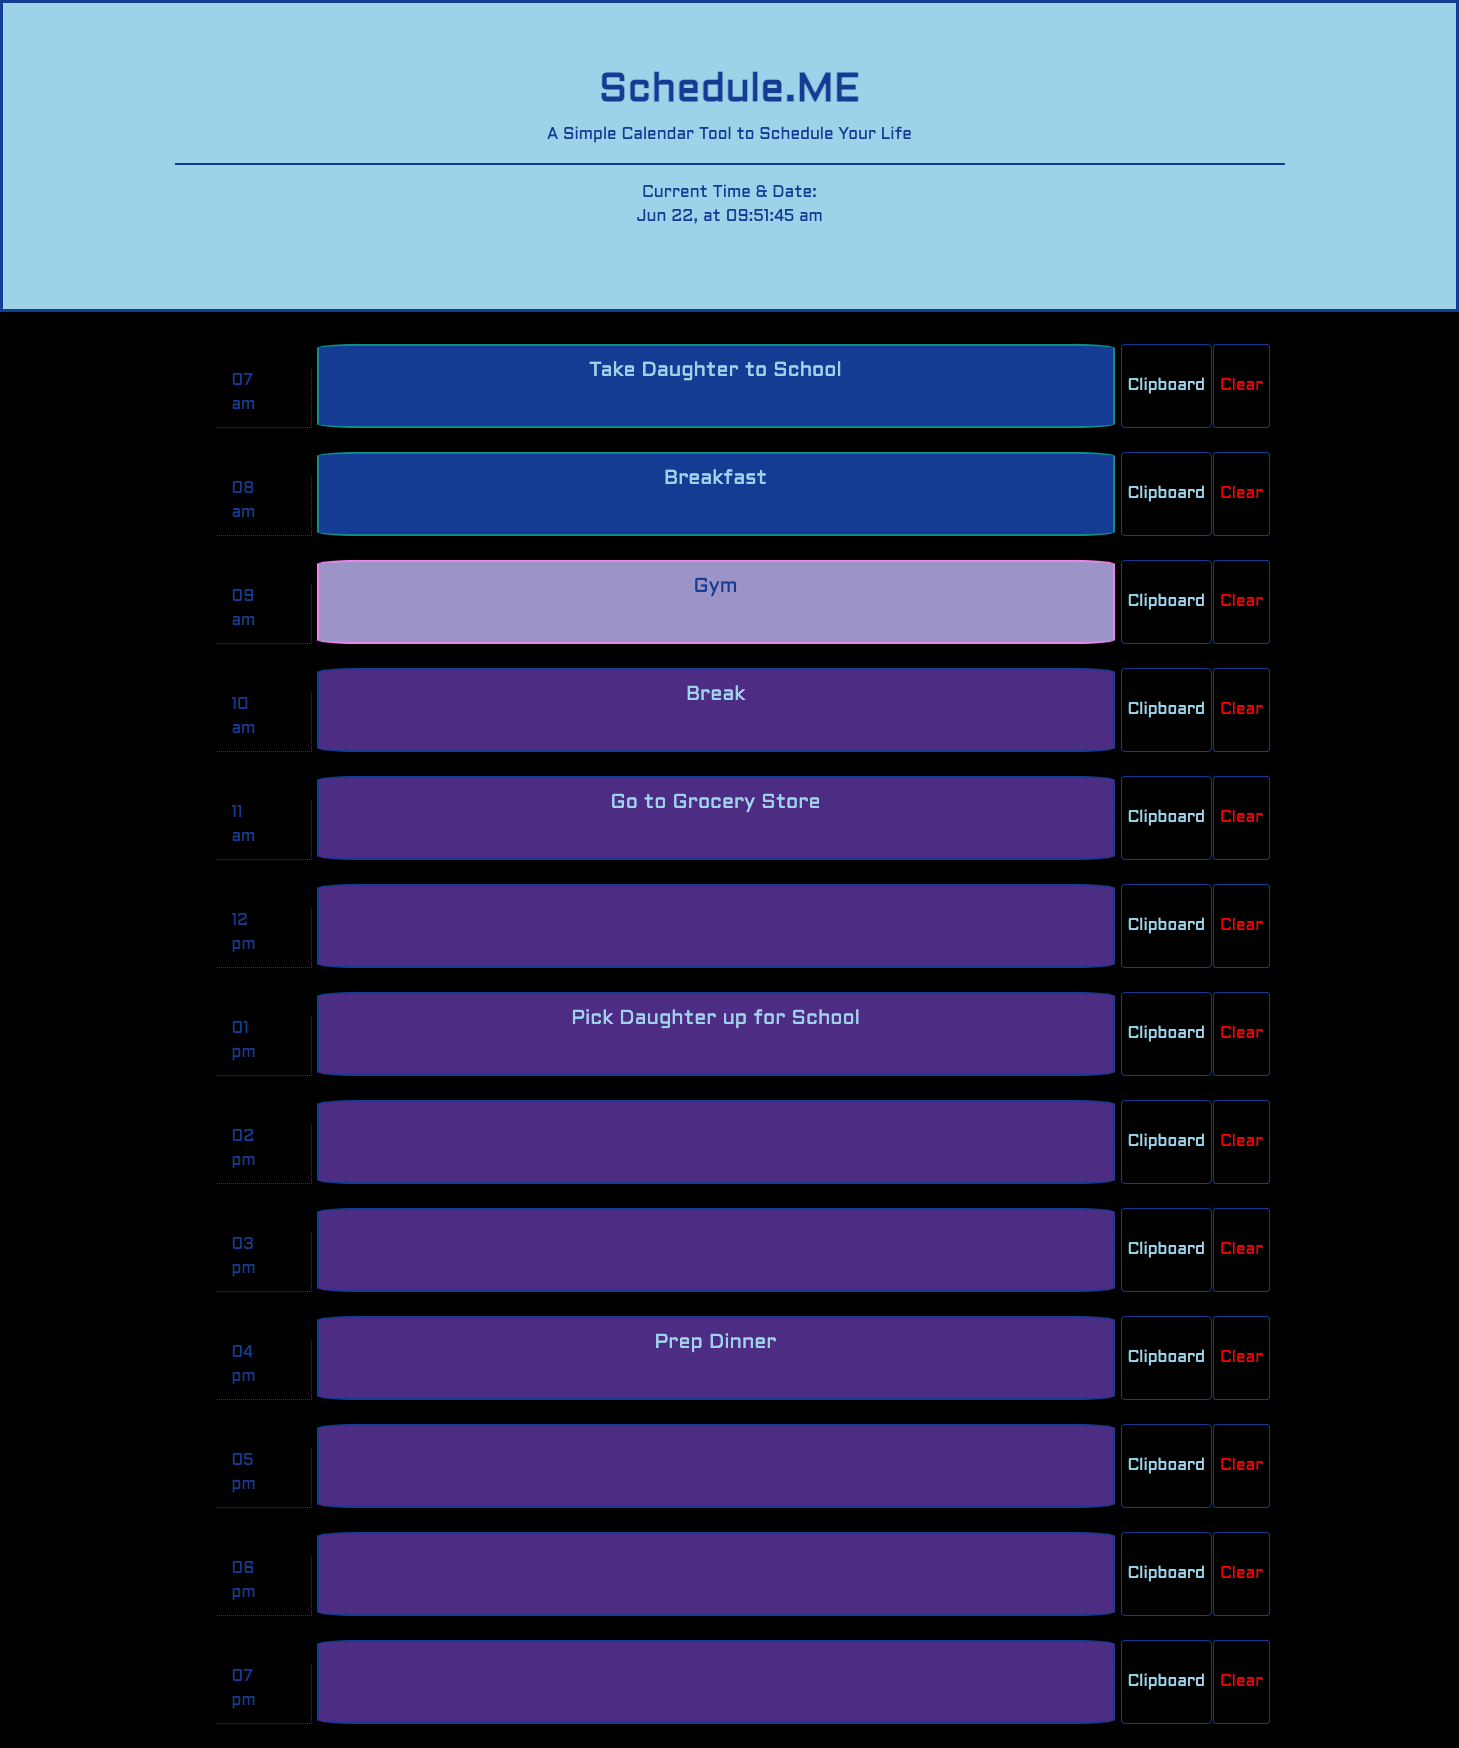 Schedule.ME
A Simple Calendar Tool to Schedule Your Life
Current Time & Date:
Jun 22, at 09:51:45 am
07
am
Take Daughter to School
Clipboard
Clear
08
am
Breakfast
Clipboard
Clear
09
am
Gym
Clipboard
Clear
10
am
Break
Clipboard
Clear
11
am
Go to Grocery Store
Clipboard
Clear
12
pm
Clipboard
Clear
01
pm
Pick Daughter up for School
Clipboard
Clear
02
pm
Clipboard
Clear
03
pm
Clipboard
Clear
04
pm
Prep Dinner
Clipboard
Clear
05
pm
Clipboard
Clear
06
pm
Clipboard
Clear
07
pm
Clipboard
Clear